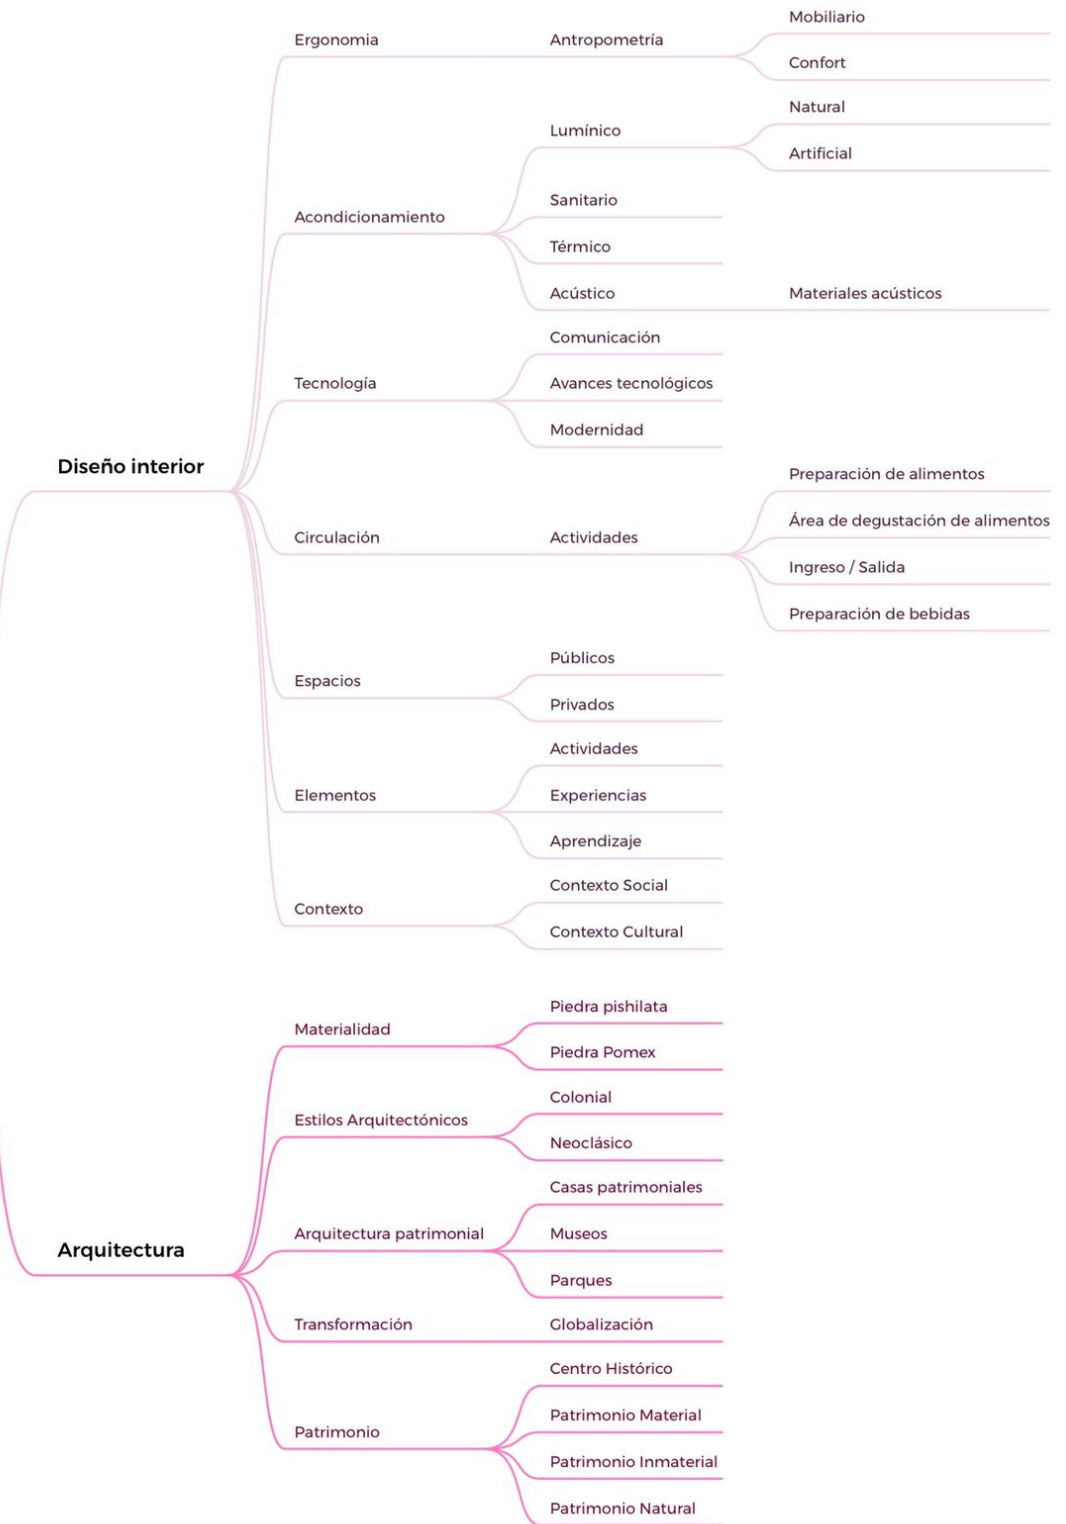 Diseño interior
Ergonomia
Antropometría
Mobiliario
Confort
Acondicionamiento
Lumínico
Natural
Artificial
Sanitario
Térmico
Acústico
Materiales acústicos
Tecnología
Comunicación
Avances tecnológicos
Modernidad
Circulación
Actividades
Preparación de alimentos
Área de degustación de alimentos
Ingreso / Salida
Preparación de bebidas
Espacios
Públicos
Privados
Elementos
Actividades
Experiencias
Aprendizaje
Contexto
Contexto Social
Contexto Cultural
Arquitectura
Materialidad
Piedra pishilata
Piedra Pomex
Estilos Arquitectónicos
Colonial
Neoclásico
Arquitectura patrimonial
Casas patrimoniales
Museos
Parques
Transformación
Globalización
Patrimonio
Centro Histórico
Patrimonio Material
Patrimonio Inmaterial
Patrimonio Natural